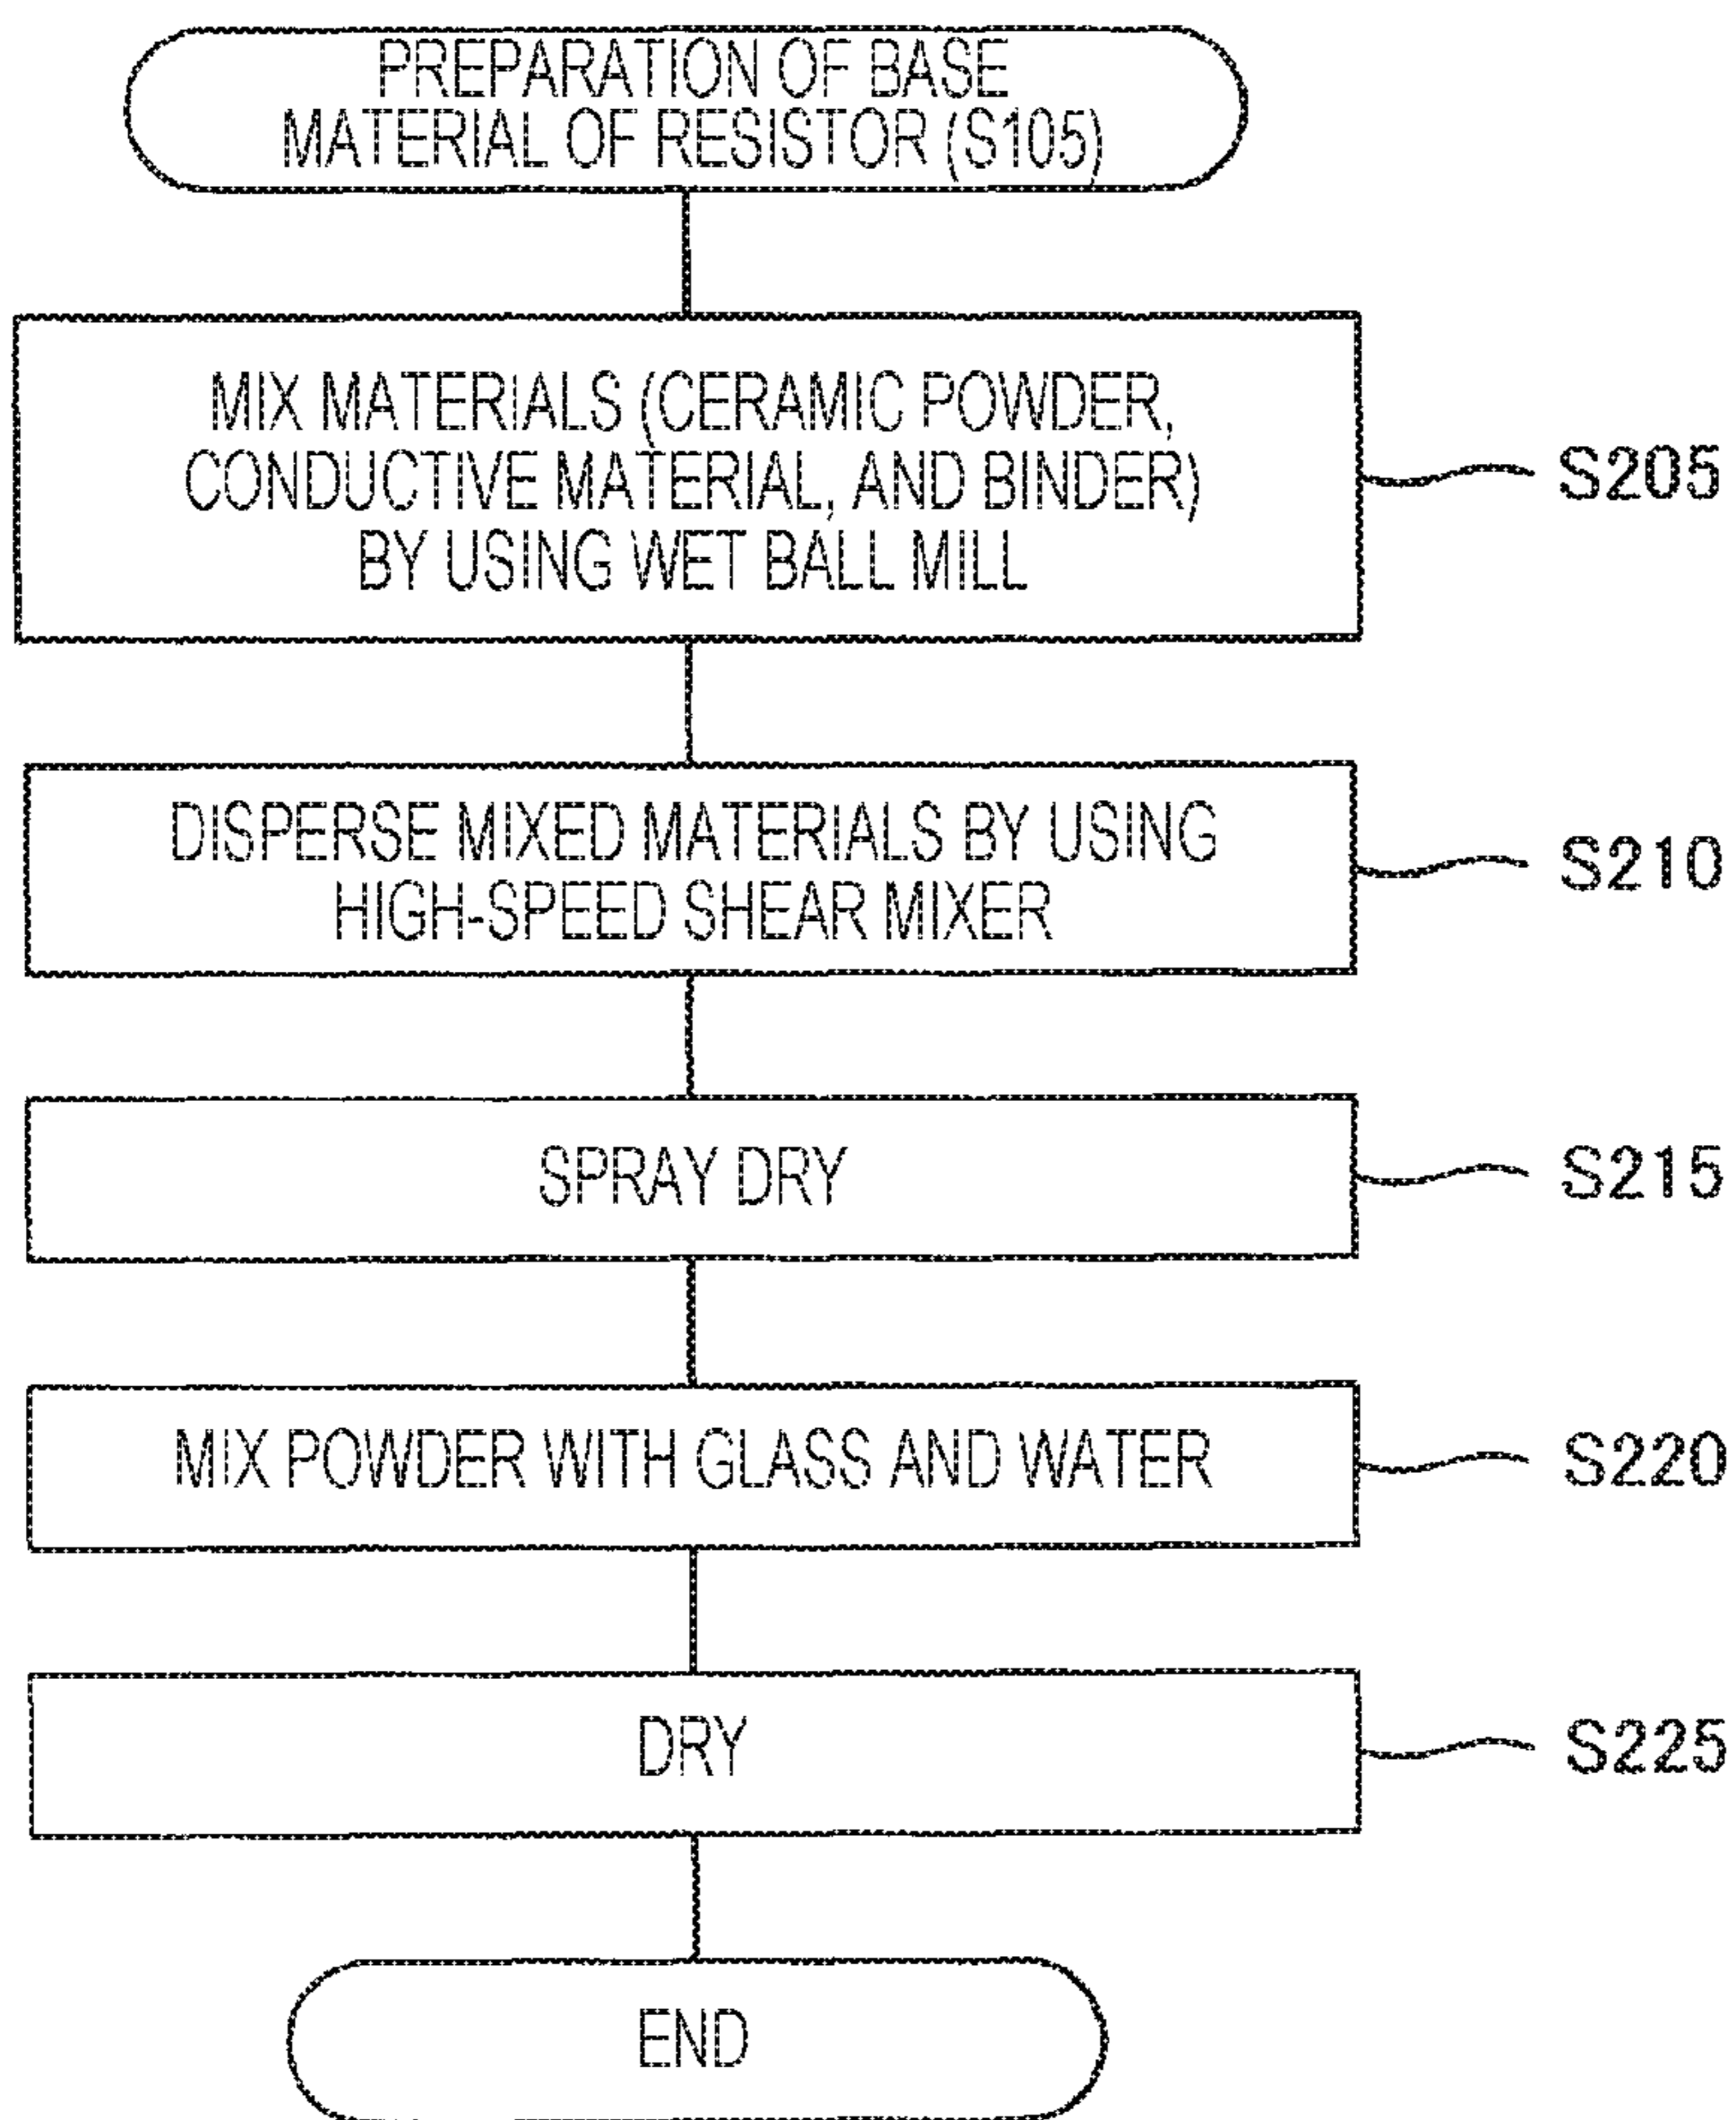 PREPARATION OF BASE
MATERIAL OF RESISTOR (S105)
MIX MATERIALS (CERAMIC POWDER,
CONDUCTIVE MATERIAL, AND BINDER)
BY USING WET BALL MILL
S205
DISPERSE MIXED MATERIALS BY USING
HIGH-SPEED SHEAR MIXER
S210
SPRAY DRY
S215
MIX POWDER WITH GLASS AND WATER
S220
DRY
S225
END